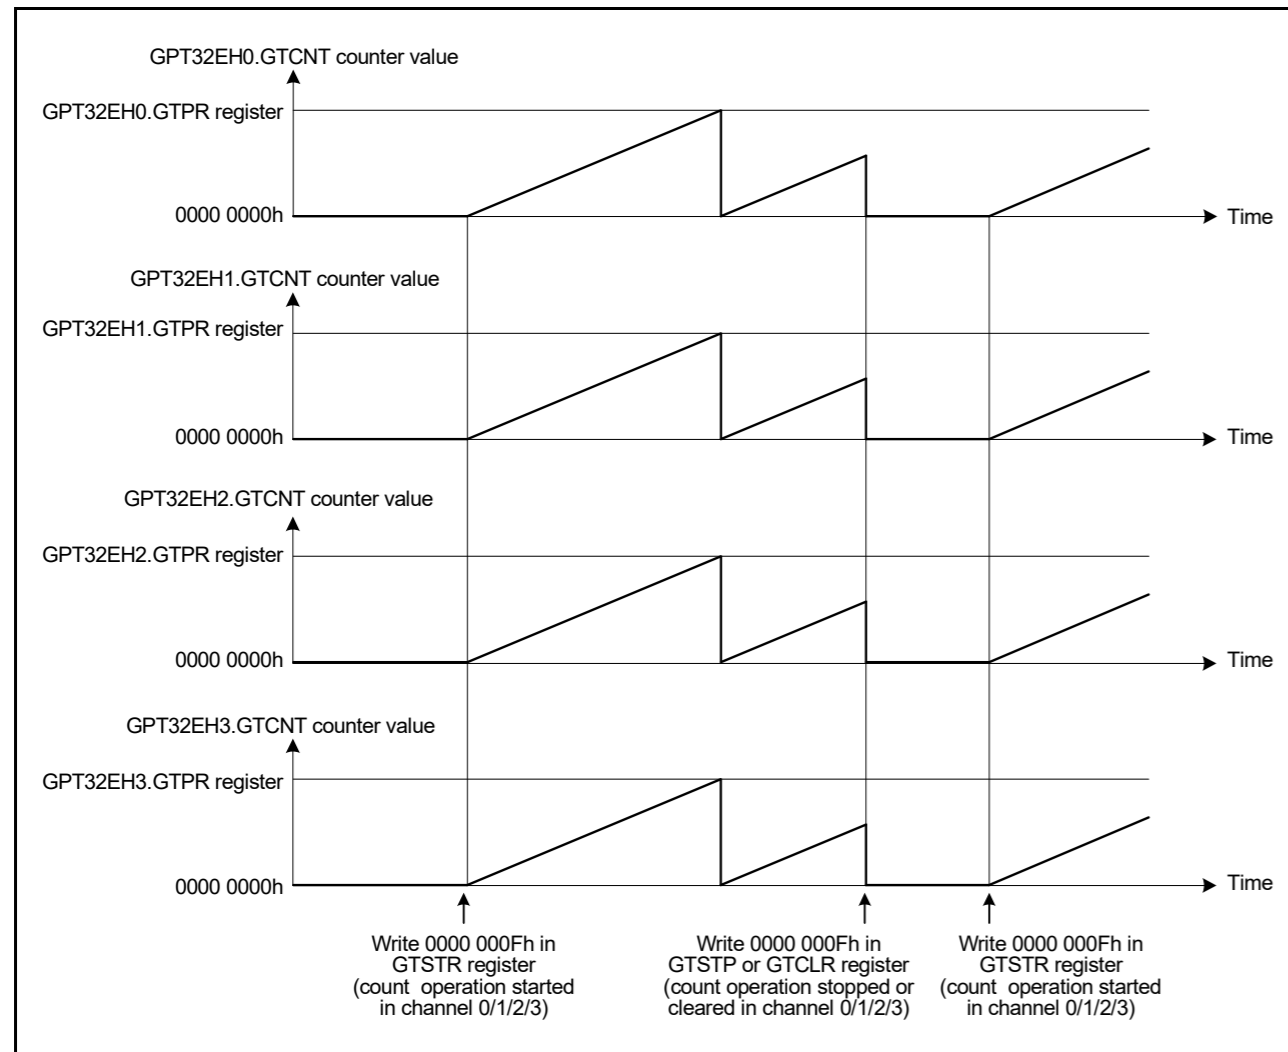 GPT32EH0.GTCNT counter value
GPT32EH0.GTPR register
0000 0000h
Time
GPT32EH1.GTCNT counter value
GPT32EH1.GTPR register
0000 0000h
Time
GPT32EH2.GTCNT counter value
GPT32EH2.GTPR register
0000 0000h
Time
GPT32EH3.GTCNT counter value
GPT32EH3.GTPR register
0000 0000h
Time
Write 0000 000Fh in
GTSTR register
(count operation started
in channel 0/1/2/3)
Write 0000 000Fh in
GTSTP or GTCLR register
(count operation stopped or
cleared in channel 0/1/2/3)
Write 0000 000Fh in
GTSTR register
(count operation started
in channel 0/1/2/3)